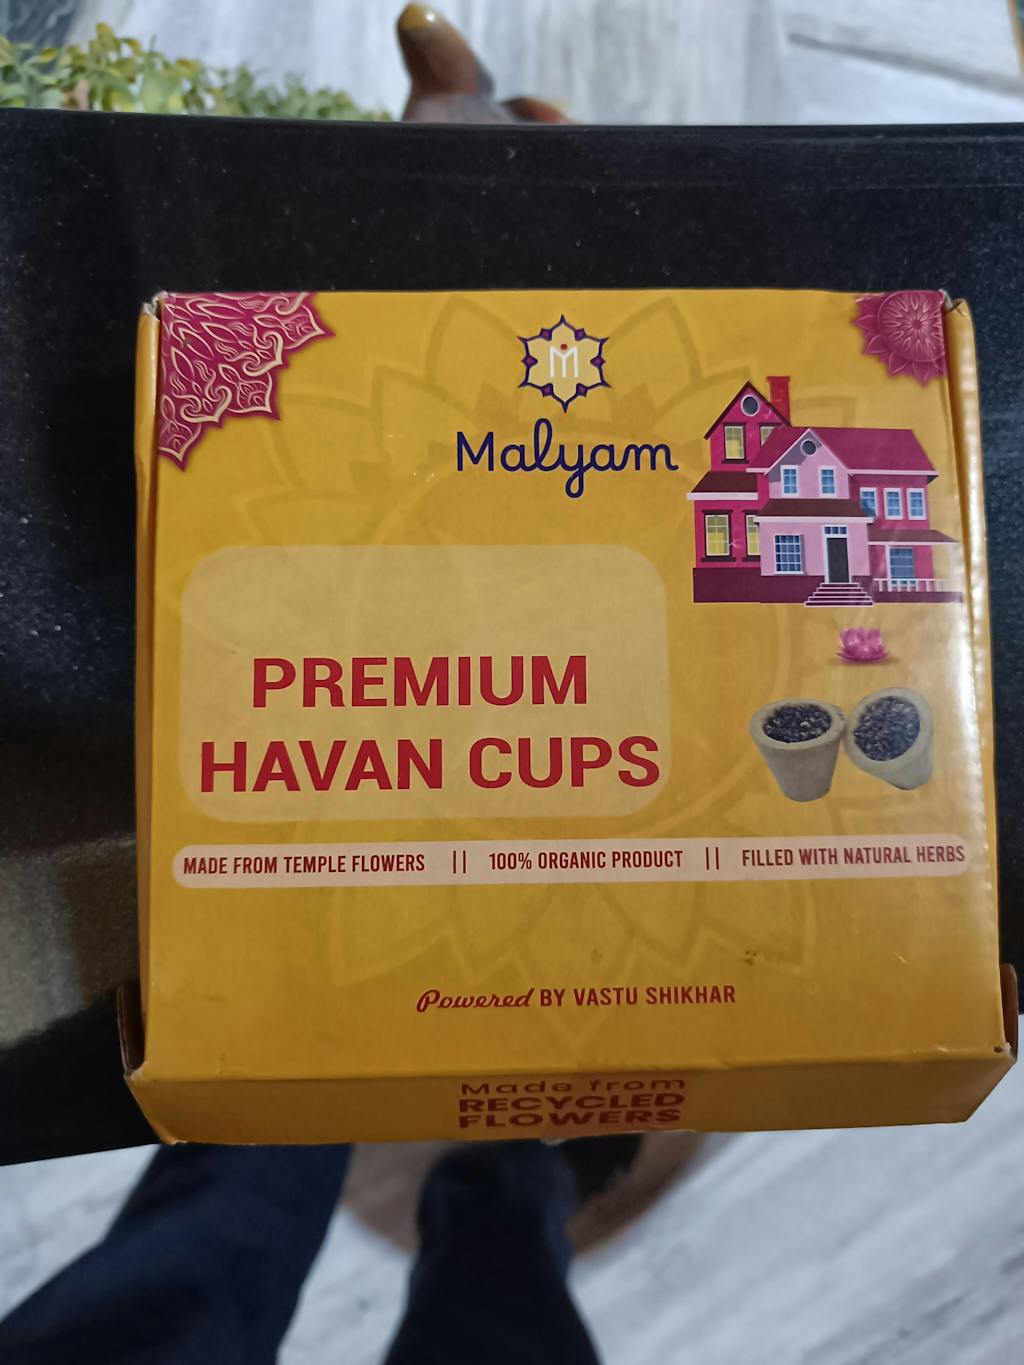 M
Malyam
PREMIUM
HAVAN CUPS
MADE FROM TEMPLE FLOWERS || 100% ORGANIC PRODUCT || FILLED WITH NATURAL HERBS
Powered BY VASTU SHIKHAR
Made from
RECYCLED
FLOWERS